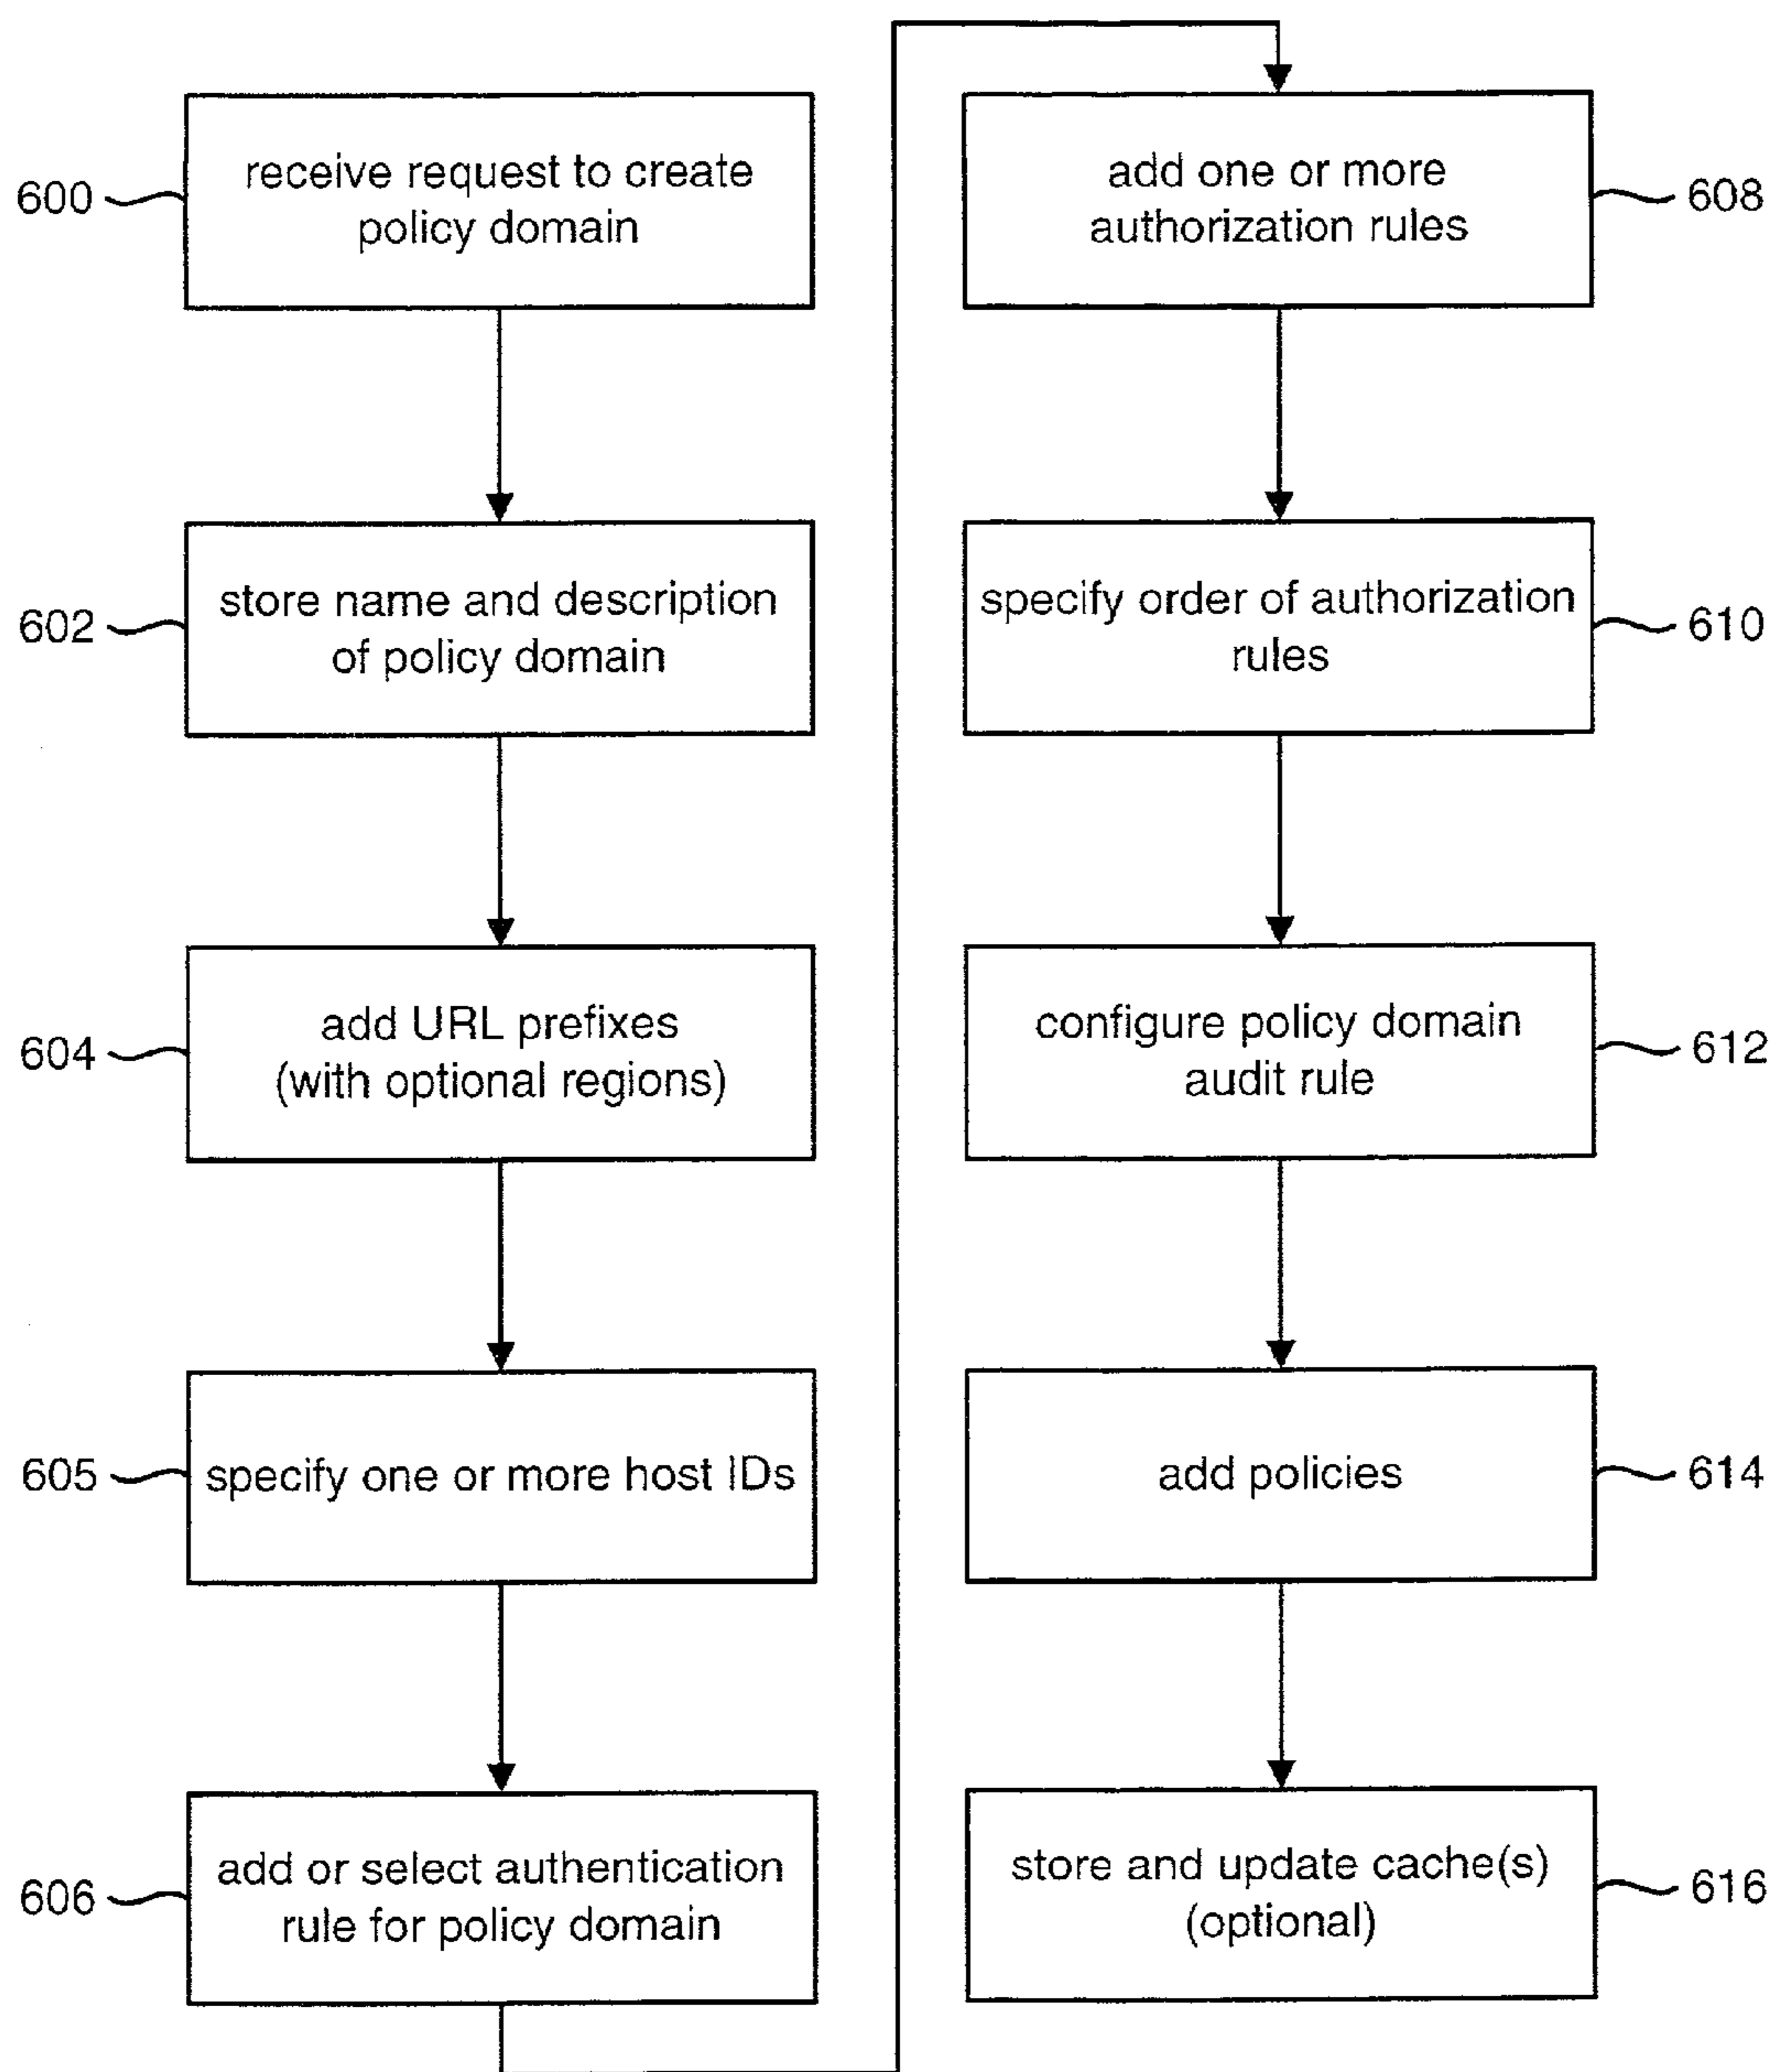 600
receive request to create
policy domain
602
store name and description
of policy domain
604
add URL prefixes
(with optional regions)
605
specify one or more host IDs
606
add or select authentication
rule for policy domain
add one or more
authorization rules
608
specify order of authorization
rules
610
configure policy domain
audit rule
612
add policies
614
store and update cache(s)
(optional)
616